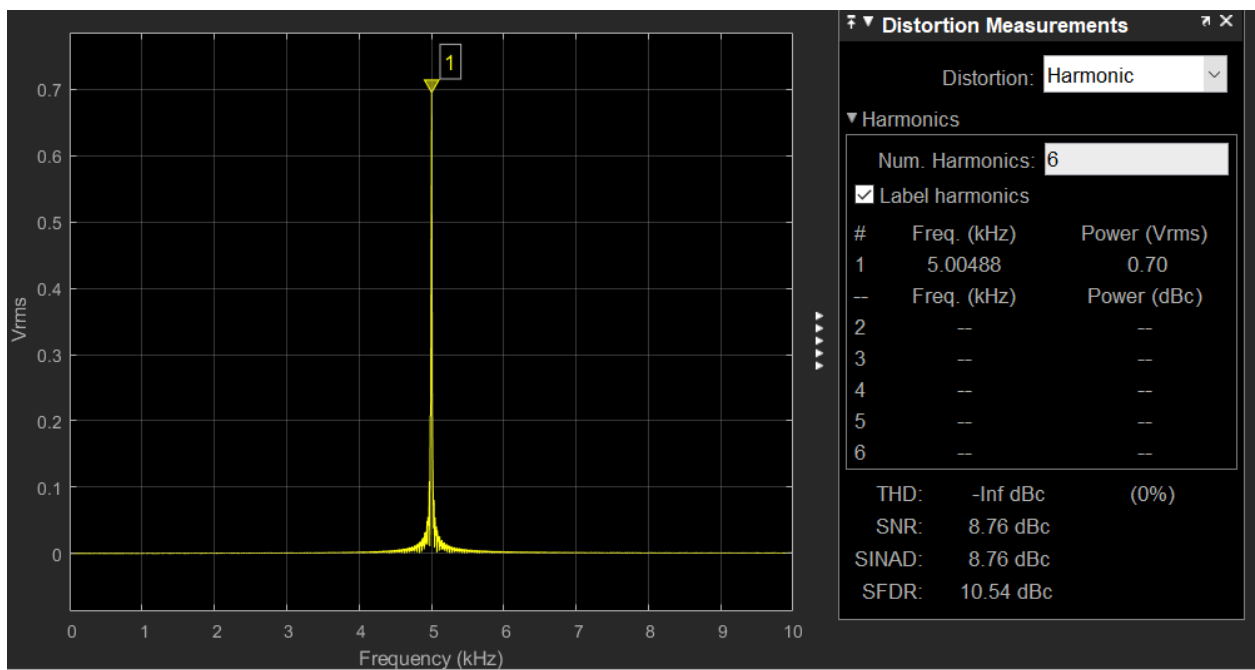 1
0.7
0.6
0.5
0.4
0.3
0.2
0.1
0
Vrms
0 1 2 3 4 5 6 7 8 9 10
Frequency (kHz)
Distortion Measurements
Distortion: Harmonic
Harmonics
Num. Harmonics: 6
Label harmonics
# Freq. (kHz) Power (Vrms)
1 5.00488 0.70
-- Freq. (kHz) Power (dBc)
2 -- --
3 -- --
4 -- --
5 -- --
6 -- --
THD: -Inf dBc (0%)
SNR: 8.76 dBc
SINAD: 8.76 dBc
SFDR: 10.54 dBc